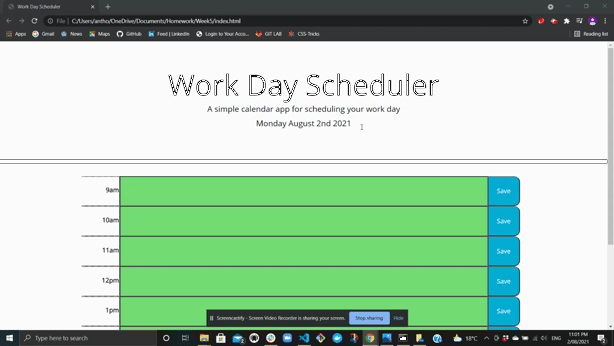 Work Day Scheduler
File | C:/Users/antho/OneDrive/Documents/Homework/Week5/index.html
Apps Gmail News Maps GitHub Feed | LinkedIn Login to Your Acco... GIT LAB CSS-Tricks Reading list
Work Day Scheduler
A simple calendar app for scheduling your work day
Monday August 2nd 2021
9am Save
10am Save
11am Save
12pm Save
1pm Save
Screencastify - Screen Video Recorder is sharing your screen. Stop sharing Hide
Type here to search
18°C ENG 11:01 PM
2/08/2021